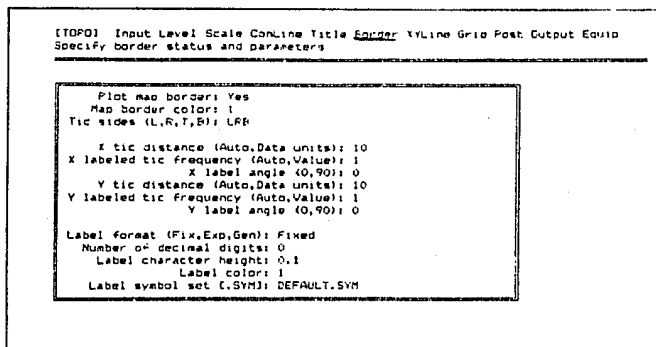 [TOPO] Input Level Scale ConLine Title Border XYLine Grid Post Output Equip
Specify border status and parameters
Plot map border: Yes
Map border color: 1
Tic sides (L,R,T,B): LRB
X tic distance (Auto,Data units): 10
X labeled tic frequency (Auto,Value): 1
X label angle (0,90): 0
Y tic distance (Auto,Data units): 10
Y labeled tic frequency (Auto,Value): 1
Y label angle (0,90): 0
Label format (Fix,Exp,Gen): Fixed
Number of decimal digits: 0
Label character height: 0.1
Label color: 1
Label symbol set [.SYM]: DEFAULT.SYM